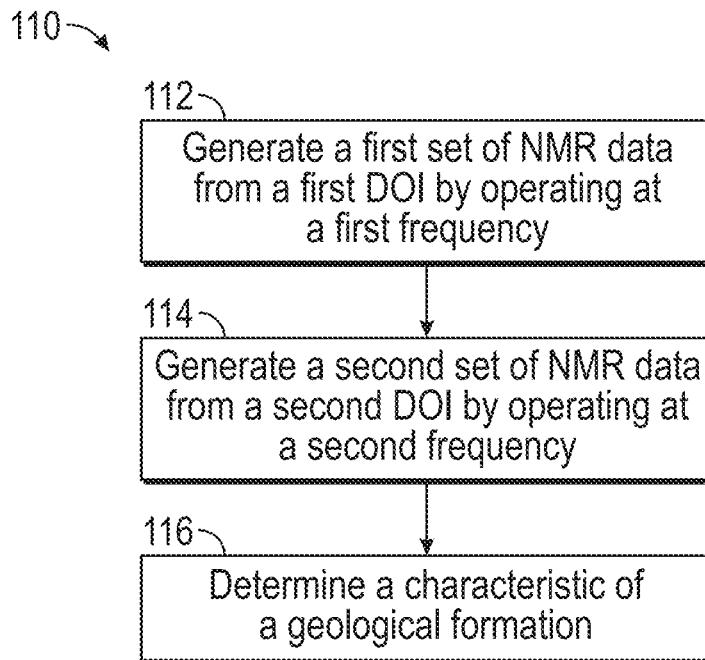 110
112
Generate a first set of NMR data
from a first DOI by operating at
a first frequency
114
Generate a second set of NMR data
from a second DOI by operating at
a second frequency
116
Determine a characteristic of
a geological formation